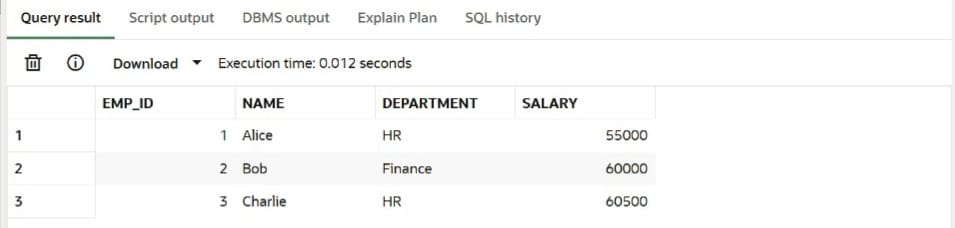 Query result Script output DBMS output Explain Plan SQL history
Download Execution time: 0.012 seconds
EMP_ID NAME DEPARTMENT SALARY
1 1 Alice HR 55000
2 2 Bob Finance 60000
3 3 Charlie HR 60500